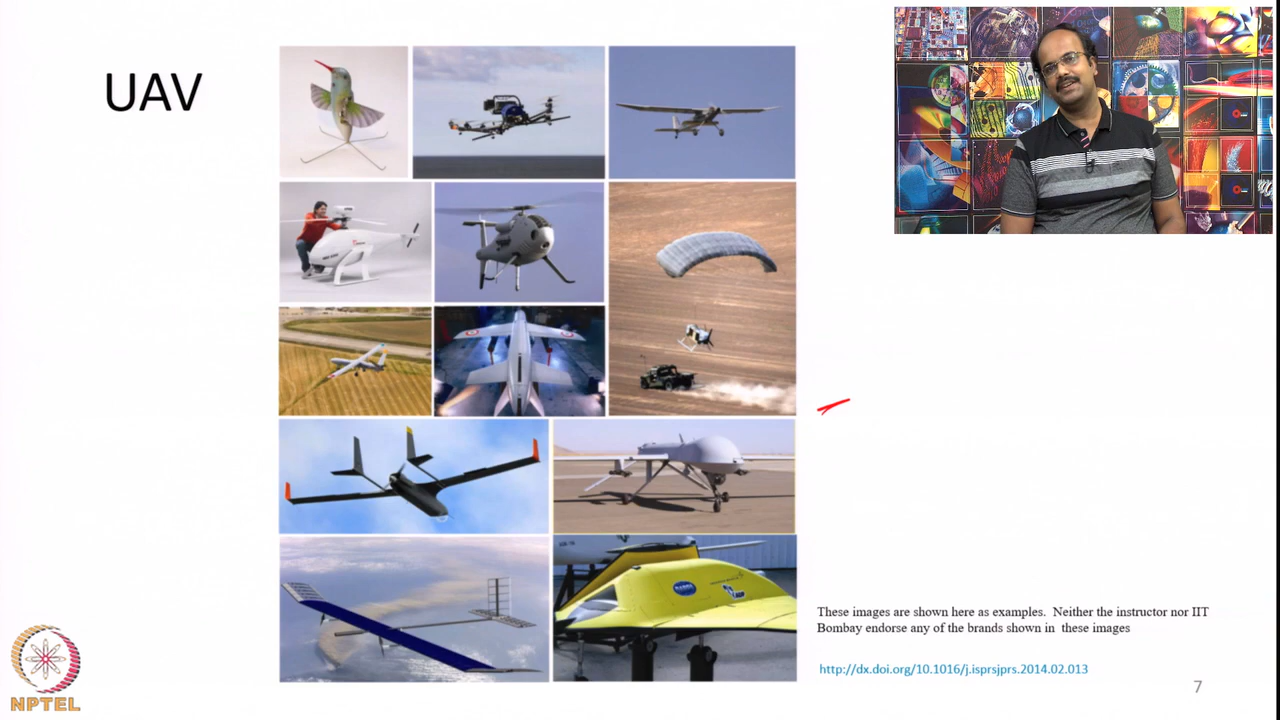 UAV
These images are shown here as examples. Neither the instructor nor IIT
Bombay endorse any of the brands shown in these images
http://dx.doi.org/10.1016/j.isprsjprs.2014.02.013
7
NPTEL